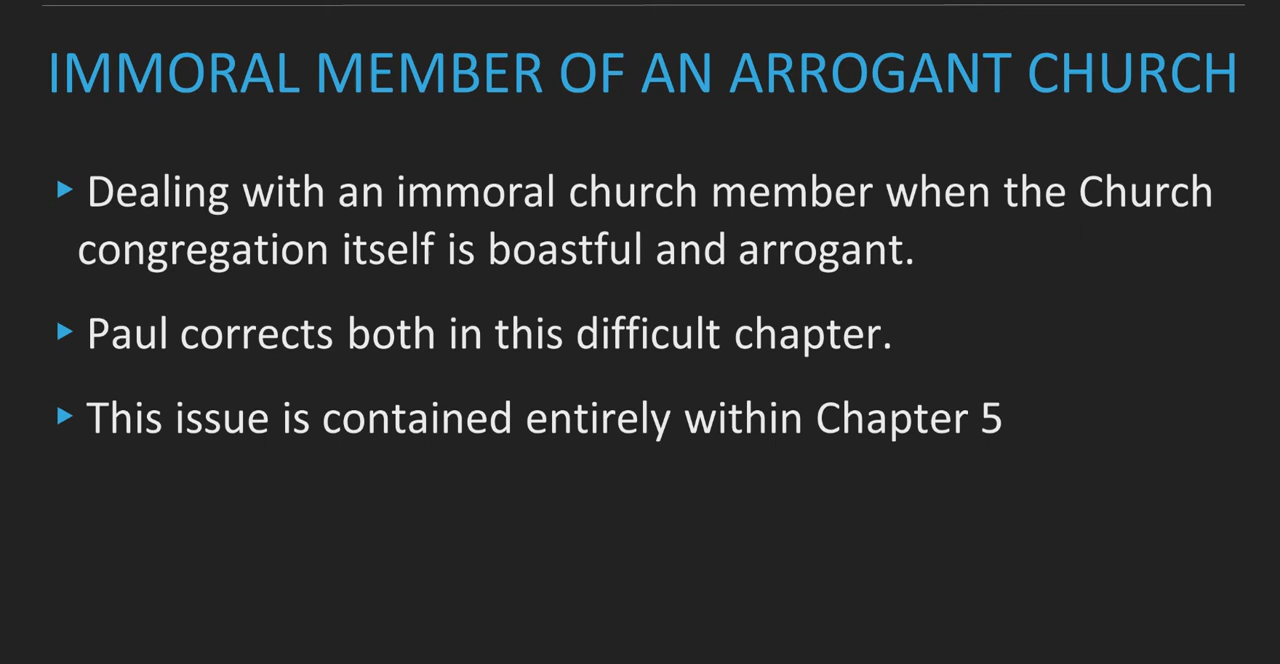 IMMORAL MEMBER OF AN ARROGANT CHURCH
Dealing with an immoral church member when the Church
congregation itself is boastful and arrogant.
Paul corrects both in this difficult chapter.
This issue is contained entirely within Chapter 5